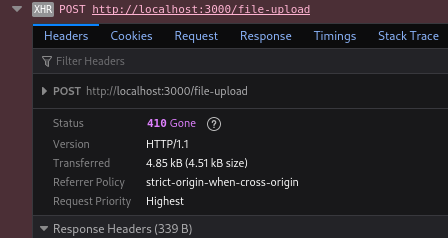 XHR POST http://localhost:3000/file-upload
Headers Cookies Request Response Timings Stack Trace
Filter Headers
POST http://localhost:3000/file-upload
Status 410 Gone ?
Version HTTP/1.1
Transferred 4.85 kB (4.51 kB size)
Referrer Policy strict-origin-when-cross-origin
Request Priority Highest
Response Headers (339 B)